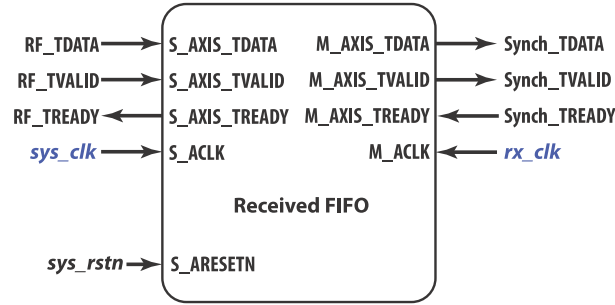 RF_TDATA S_AXIS_TDATA M_AXIS_TDATA Synch_TDATA
RF_TVALID S_AXIS_TVALID M_AXIS_TVALID Synch_TVALID
RF_TREADY S_AXIS_TREADY M_AXIS_TREADY Synch_TREADY
sys_clk S_ACLK M_ACLK rx_clk
Received FIFO
sys_rstn S_ARESETN